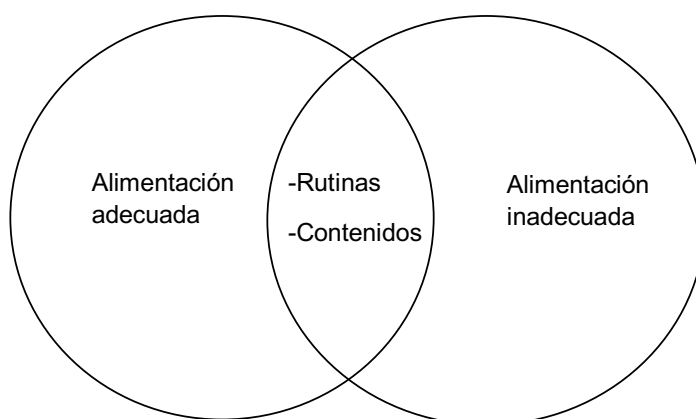 Alimentación
adecuada
-Rutinas
-Contenidos
Alimentación
inadecuada